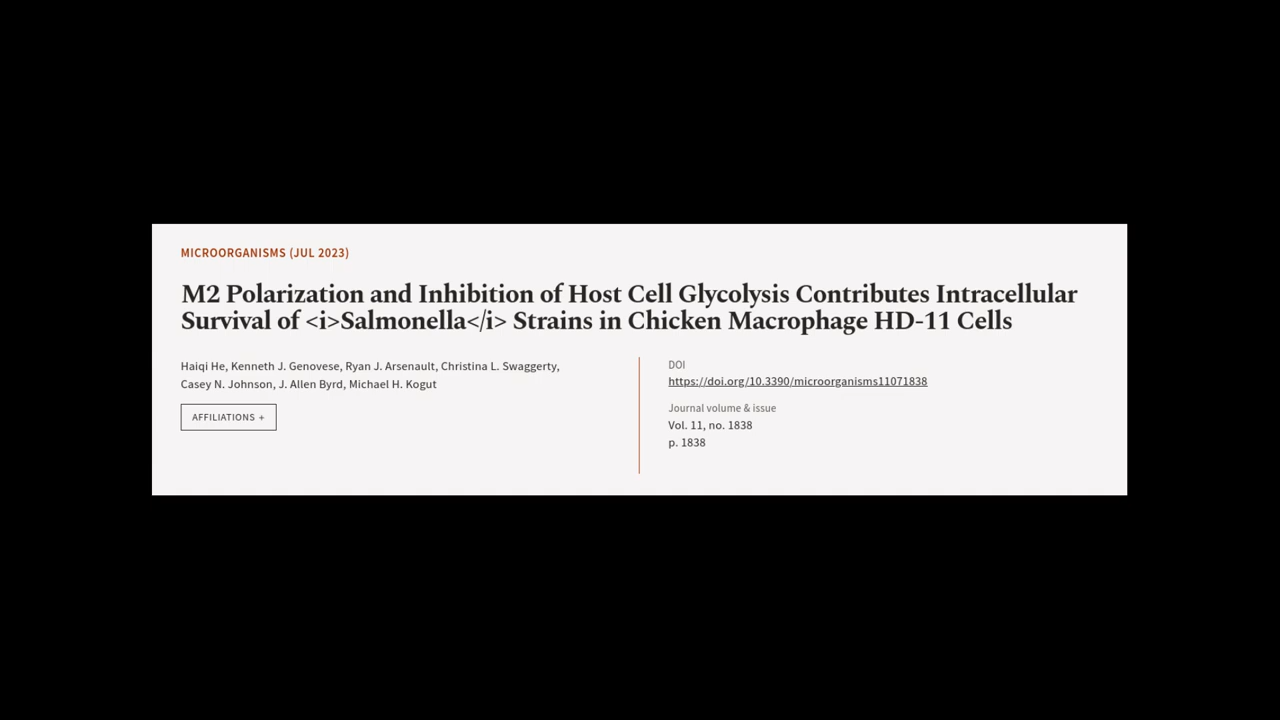 MICROORGANISMS (JUL 2023)
M2 Polarization and Inhibition of Host Cell Glycolysis Contributes Intracellular
Survival of <i>Salmonella</i> Strains in Chicken Macrophage HD-11 Cells
Haiqi He, Kenneth J. Genovese, Ryan J. Arsenault, Christina L. Swaggerty,
Casey N. Johnson, J. Allen Byrd, Michael H. Kogut
AFFILIATIONS +
DOI
https://doi.org/10.3390/microorganisms11071838
Journal volume & issue
Vol. 11, no. 1838
p. 1838